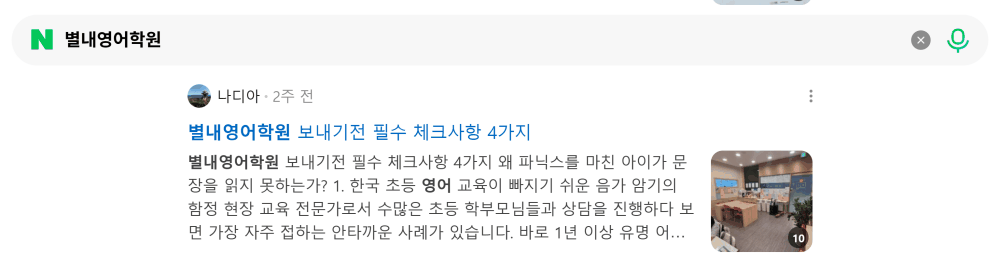 별내영어학원
나디아 · 2주 전
별내영어학원 보내기전 필수 체크사항 4가지
별내영어학원 보내기전 필수 체크사항 4가지 왜 파닉스를 마친 아이가 문
장을 읽지 못하는가? 1. 한국 초등 영어 교육이 빠지기 쉬운 음가 암기의
함정 현장 교육 전문가로서 수많은 초등 학부모님들과 상담을 진행하다 보
면 가장 자주 접하는 안타까운 사례가 있습니다. 바로 1년 이상 유명 어...
10